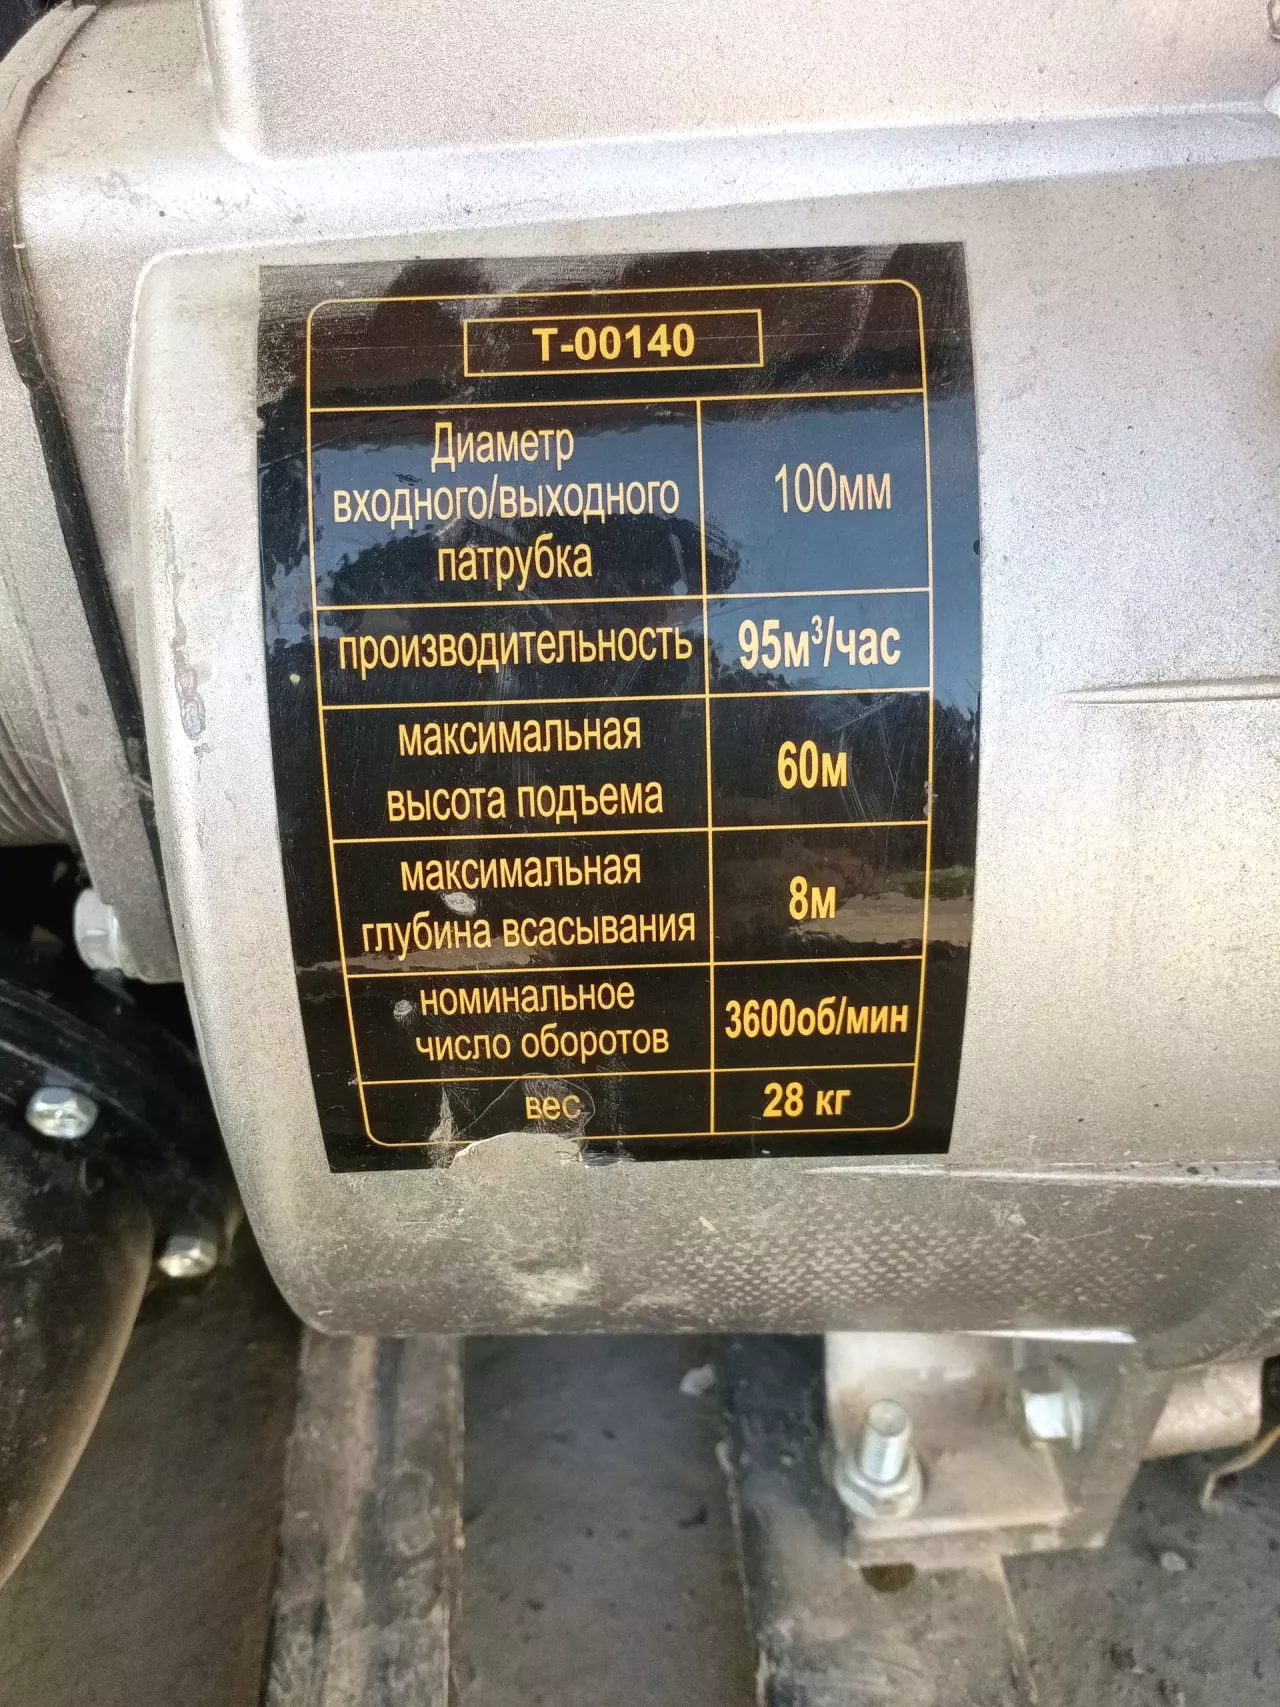 Т-00140
Диаметр
входного/выходного
патрубка
100мм
производительность
95м³/час
максимальная
высота подъема
60м
максимальная
глубина всасывания
8м
номинальное
число оборотов
3600об/мин
вес
28 кг